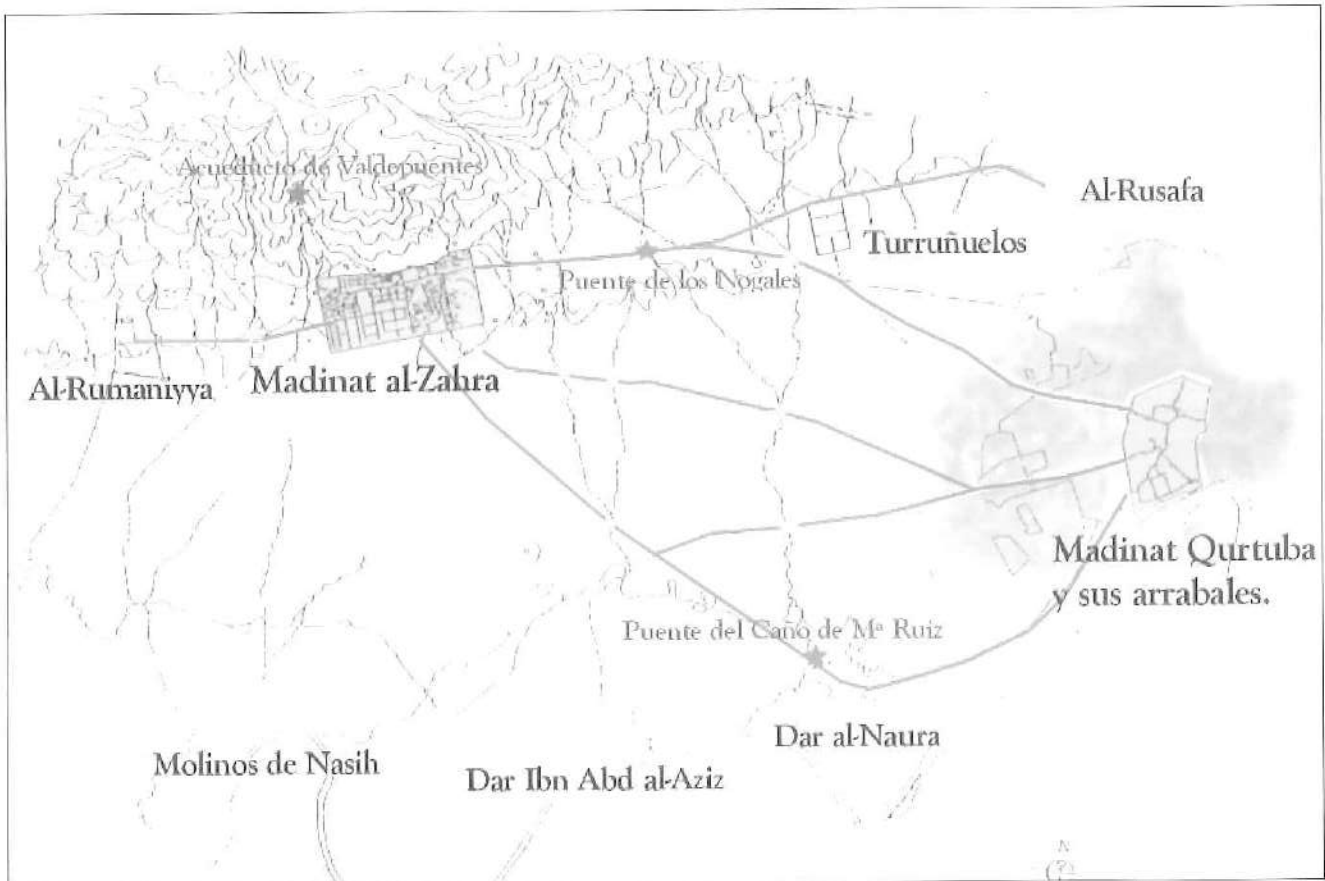 Acueducto de Valdepuentes
Al-Rusafa
Turruñuelos
Puente de los Nogales
Al-Rumaniyya
Madinat al-Zahra
Madinat Qurtuba
y sus arrabales.
Puente del Caño de Mª Ruiz
Dar al-Naura
Molinos de Nasih
Dar Ibn Abd al-Aziz
N